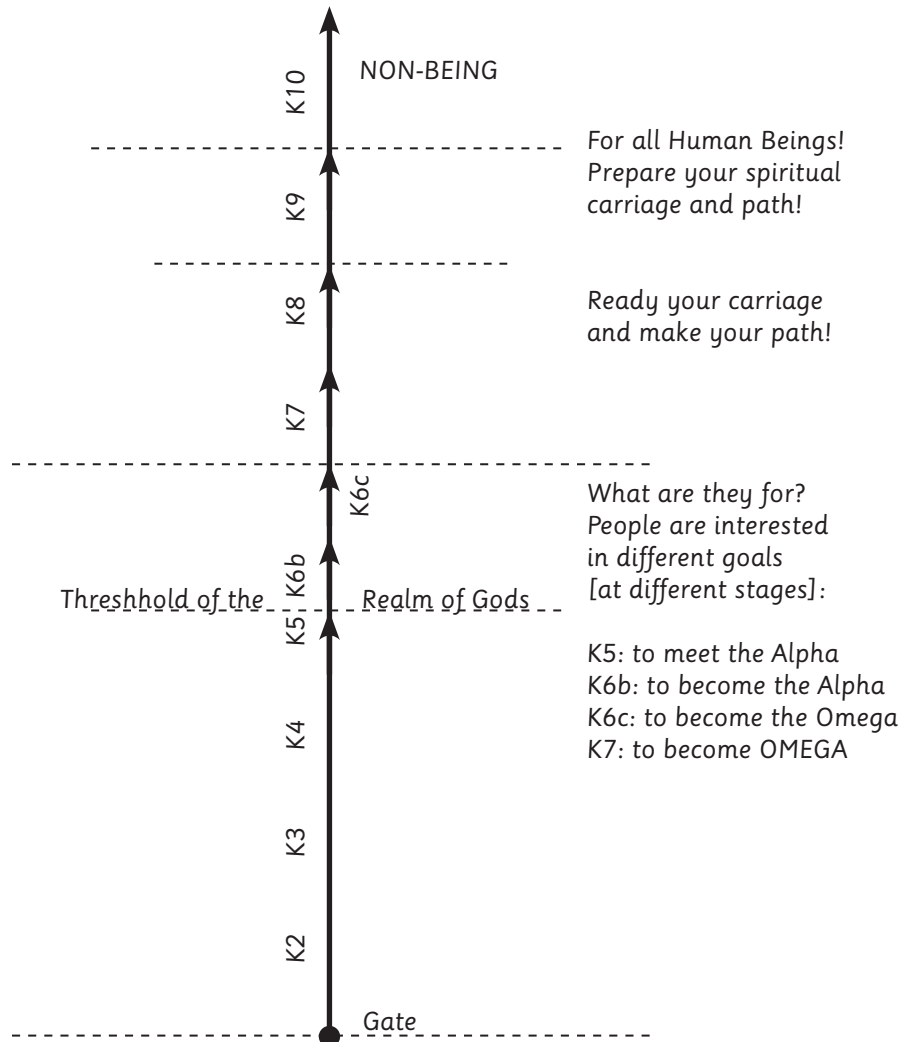 NON-BEING
K10
For all Human Beings!
Prepare your spiritual
carriage and path!
K9
K8
Ready your carriage
and make your path!
K7
K6c
What are they for?
People are interested
in different goals
[at different stages]:
K6b
Threshhold of the Realm of Gods
K5
K5: to meet the Alpha
K6b: to become the Alpha
K6c: to become the Omega
K7: to become OMEGA
K4
K3
K2
Gate